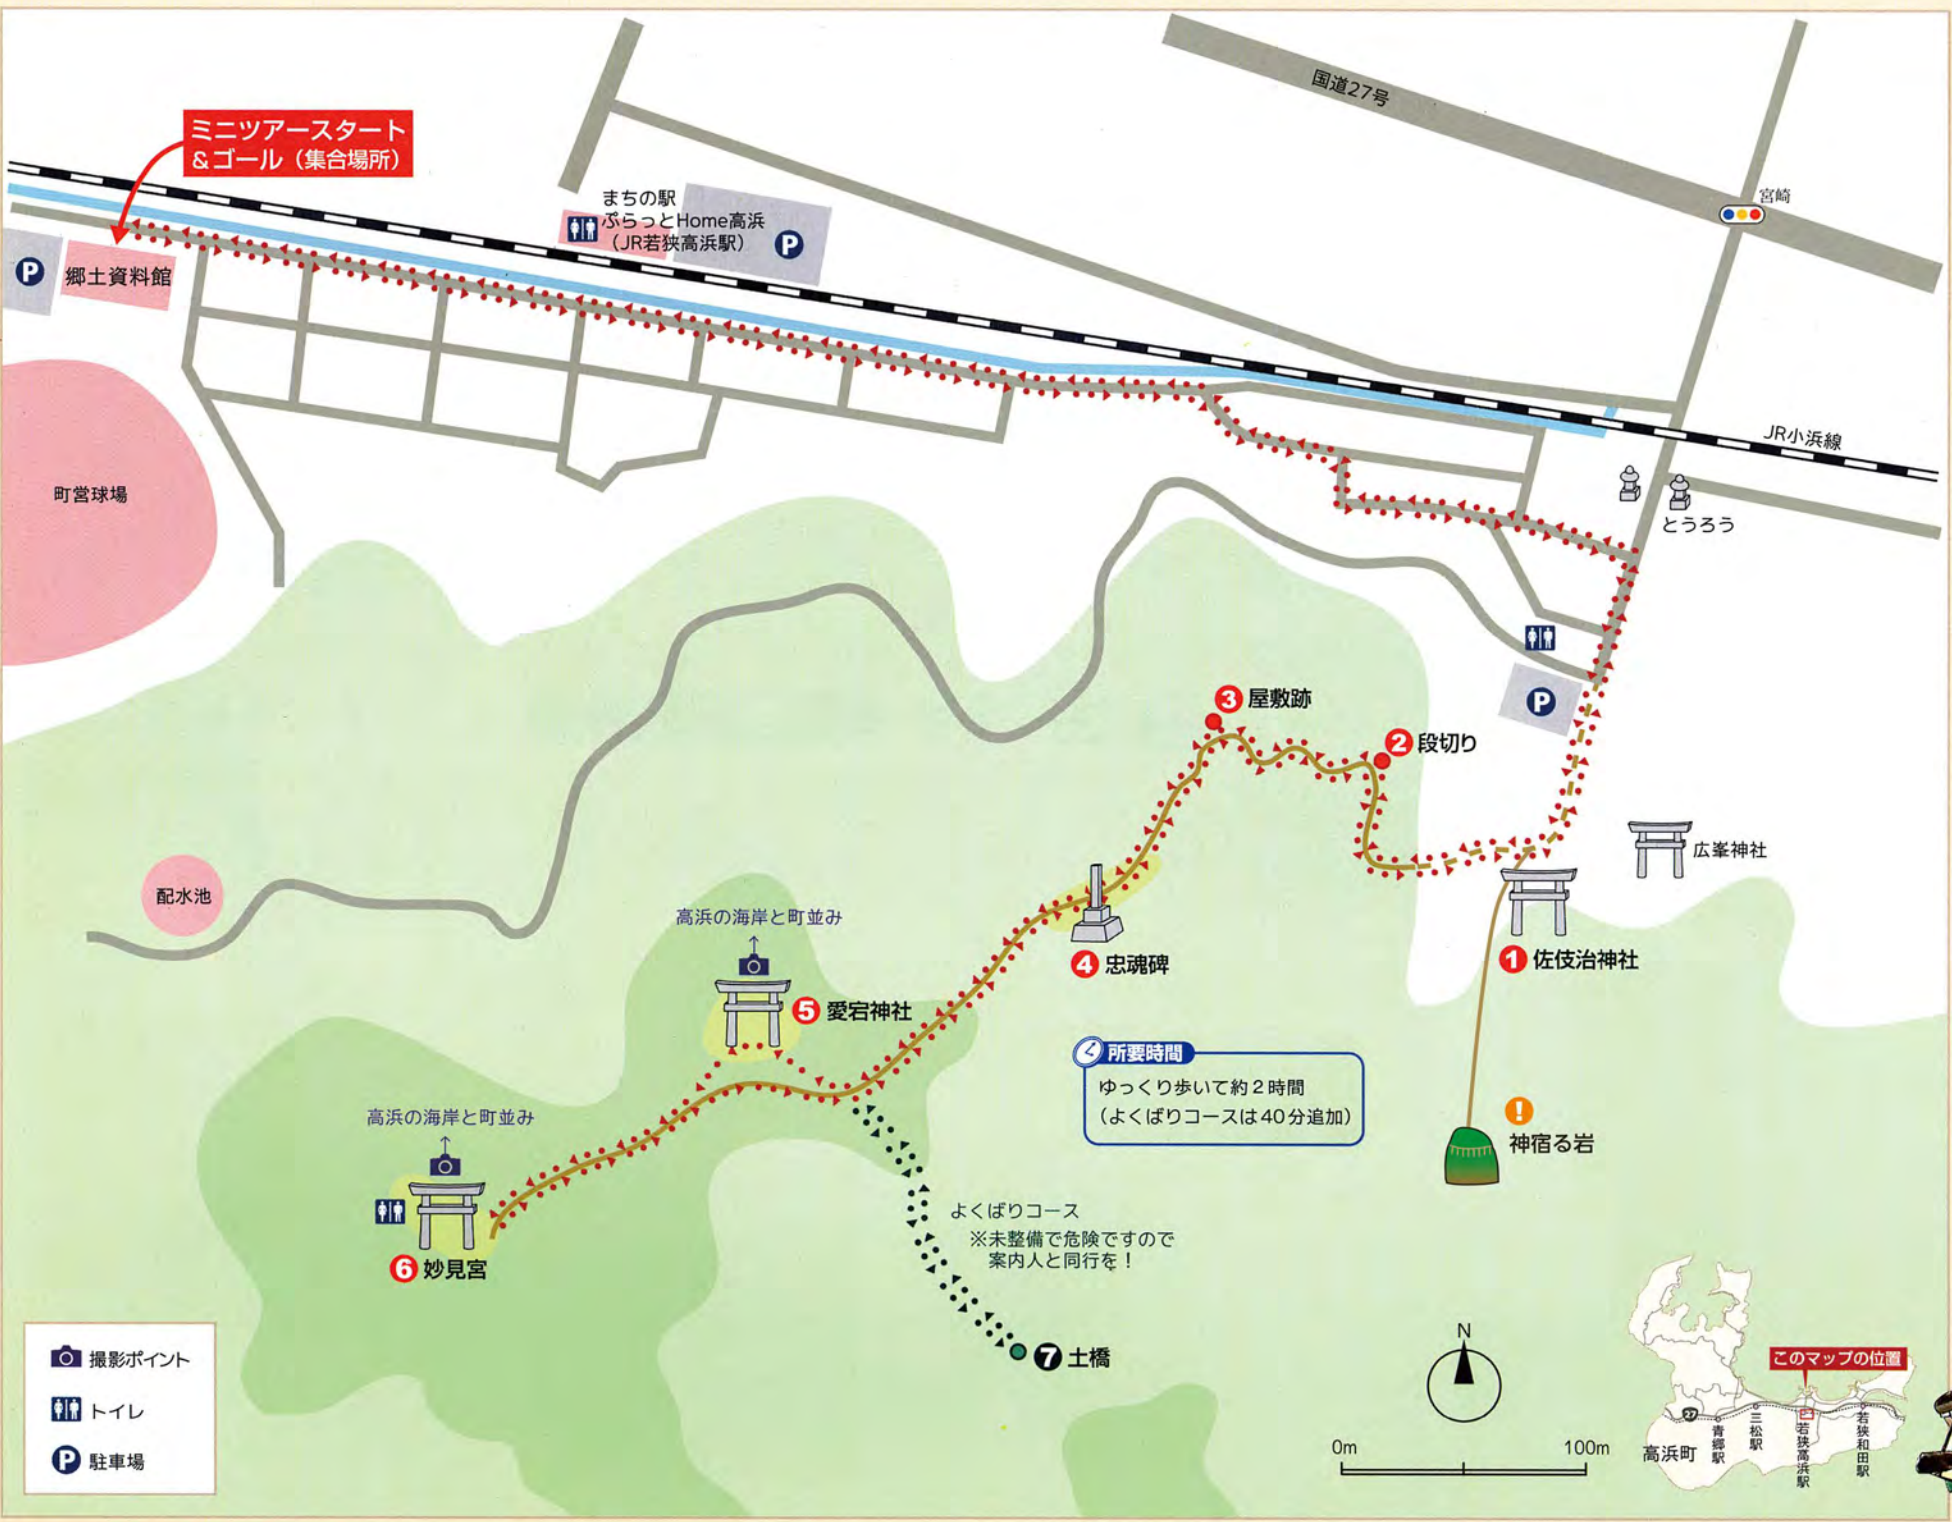 国道27号
宮崎
ミニツアースタート
&ゴール（集合場所）
まちの駅
ぷらっとHome高浜
（JR若狭高浜駅）
P
P
郷土資料館
町営球場
JR小浜線
とうろう
P
3 屋敷跡
2 段切り
広峯神社
配水池
高浜の海岸と町並み
4 忠魂碑
1 佐伎治神社
5 愛宕神社
所要時間
ゆっくり歩いて約2時間
（よくばりコースは40分追加）
!
神宿る岩
高浜の海岸と町並み
6 妙見宮
よくばりコース
※未整備で危険ですので
案内人と同行を！
7 土橋
撮影ポイント
トイレ
P 駐車場
N
0m 100m
このマップの位置
27
高浜町
青郷駅
三松駅
若狭高浜駅
若狭和田駅